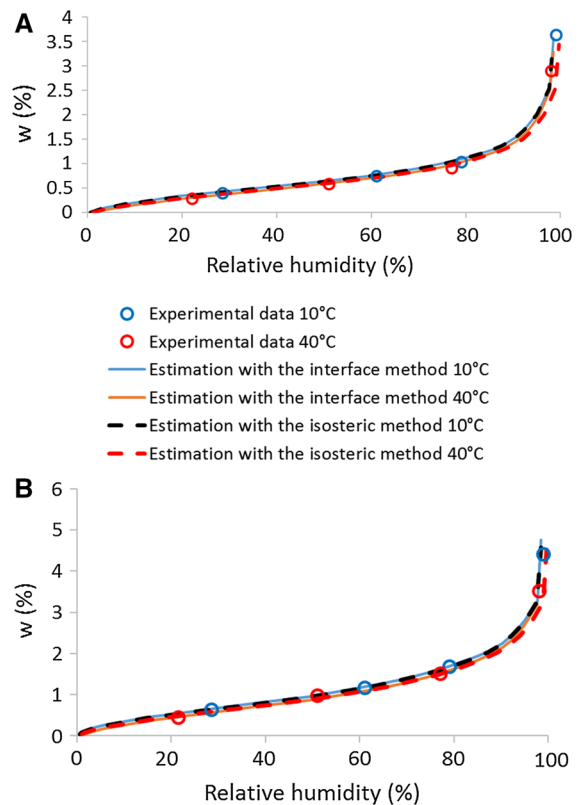 A
4
3.5
3
2.5
2
1.5
1
0.5
0
w (%)
0 20 40 60 80 100
Relative humidity (%)
Experimental data 10°C
Experimental data 40°C
Estimation with the interface method 10°C
Estimation with the interface method 40°C
Estimation with the isosteric method 10°C
Estimation with the isosteric method 40°C
B
6
5
4
3
2
1
0
w (%)
0 20 40 60 80 100
Relative humidity (%)